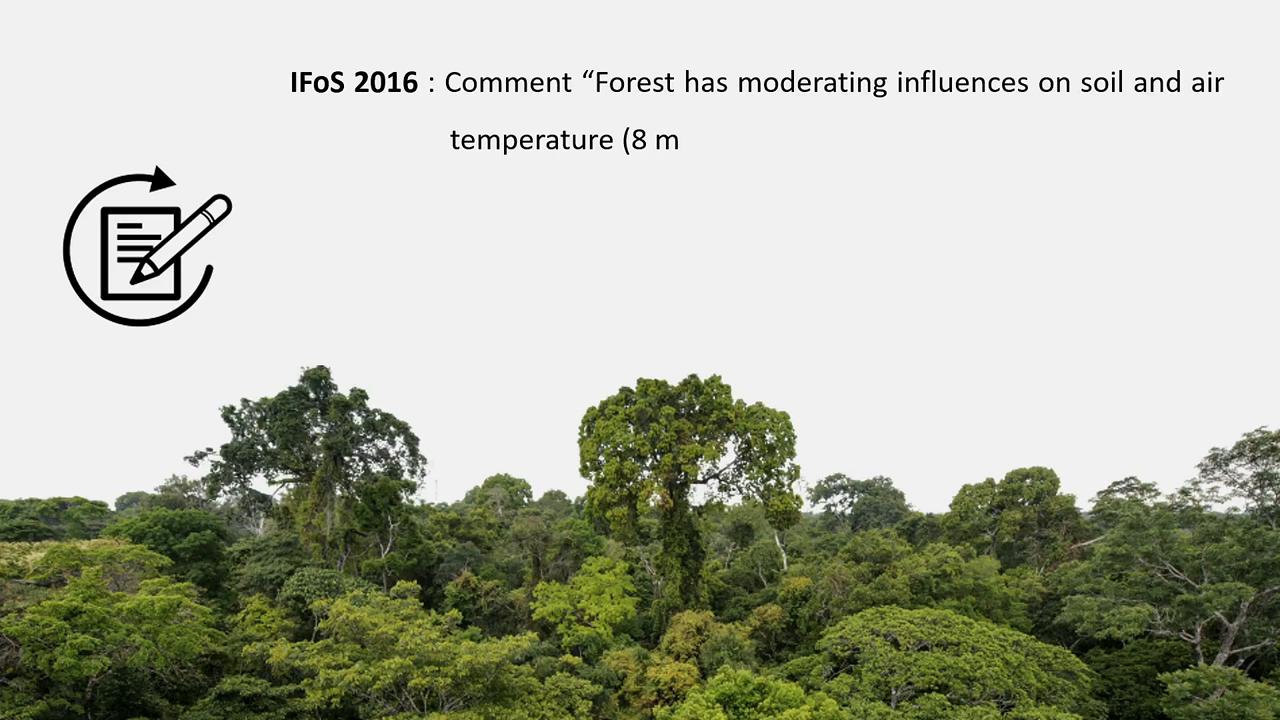 IFoS 2016 : Comment “Forest has moderating influences on soil and air
temperature (8 m